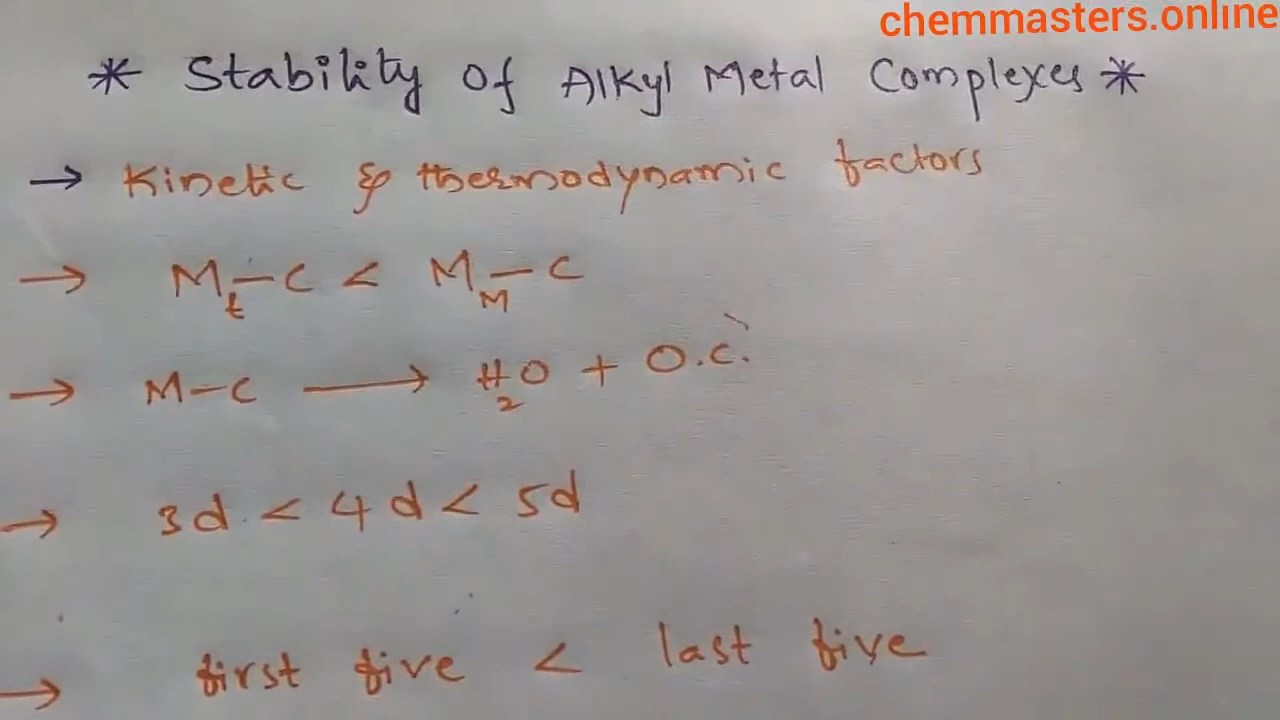 chemmasters.online
* Stability Of Alkyl Metal Complexes *
→ Kinetic & thermodynamic factors
→ Mt-C < MM-C
→ M-C → H2O + O.C.
→ 3d < 4d < 5d
→ first five < last five